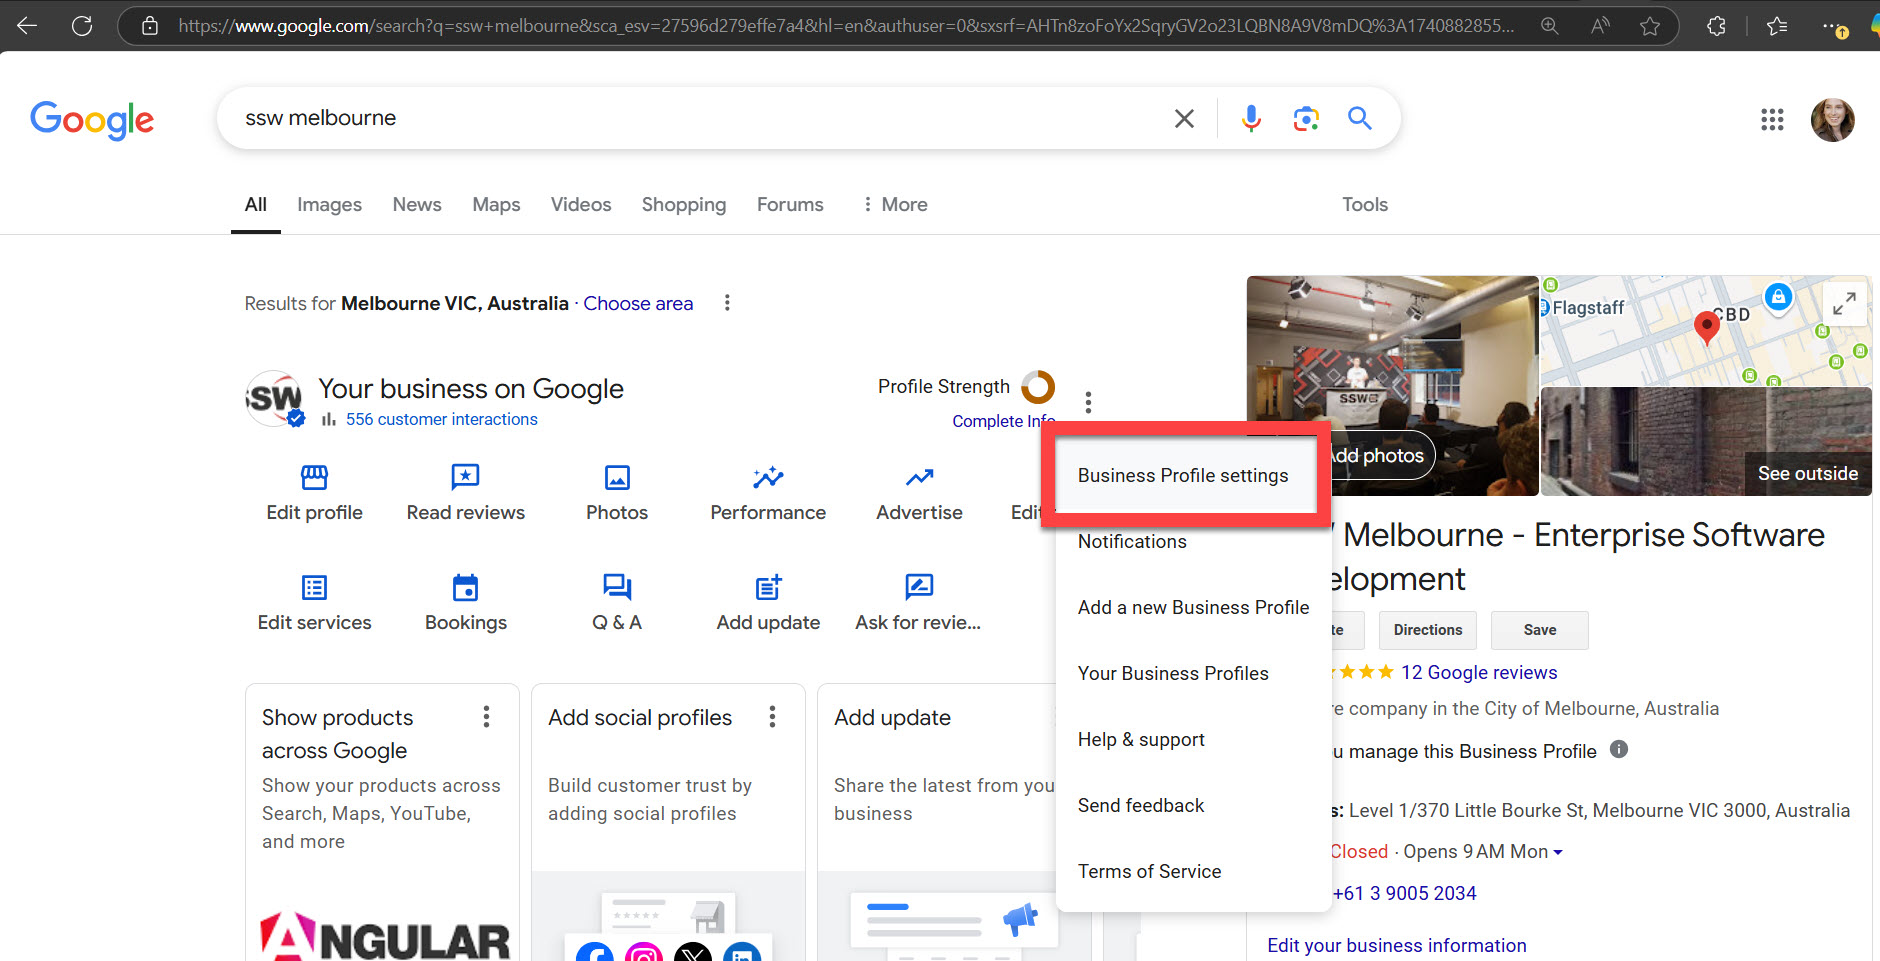 https://www.google.com/search?q=ssw+melbourne&sca_esv=27596d279effe7a4&hl=en&authuser=0&sxsrf=AHTn8zoFoYx2SqryGV2o23LQBN8A9V8mDQ%3A1740882855...
Google
ssw melbourne
All
Images
News
Maps
Videos
Shopping
Forums
More
Tools
Results for Melbourne VIC, Australia · Choose area
SSW
Your business on Google
556 customer interactions
Profile Strength
Complete Info
Edit profile
Read reviews
Photos
Performance
Advertise
Edit services
Bookings
Q & A
Add update
Ask for revie...
Business Profile settings
Notifications
Add a new Business Profile
Your Business Profiles
Help & support
Send feedback
Terms of Service
Show products
across Google
Show your products across
Search, Maps, YouTube,
and more
ANGULAR
Add social profiles
Build customer trust by
adding social profiles
Add update
Share the latest from you
business
SSW
Add photos
Flagstaff
CBD
See outside
Melbourne - Enterprise Software
elopment
Directions
Save
12 Google reviews
re company in the City of Melbourne, Australia
u manage this Business Profile
s: Level 1/370 Little Bourke St, Melbourne VIC 3000, Australia
Closed · Opens 9 AM Mon
+61 3 9005 2034
Edit your business information